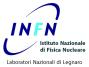 INFN
Istituto Nazionale
di Fisica Nucleare
Laboratori Nazionali di Legnaro